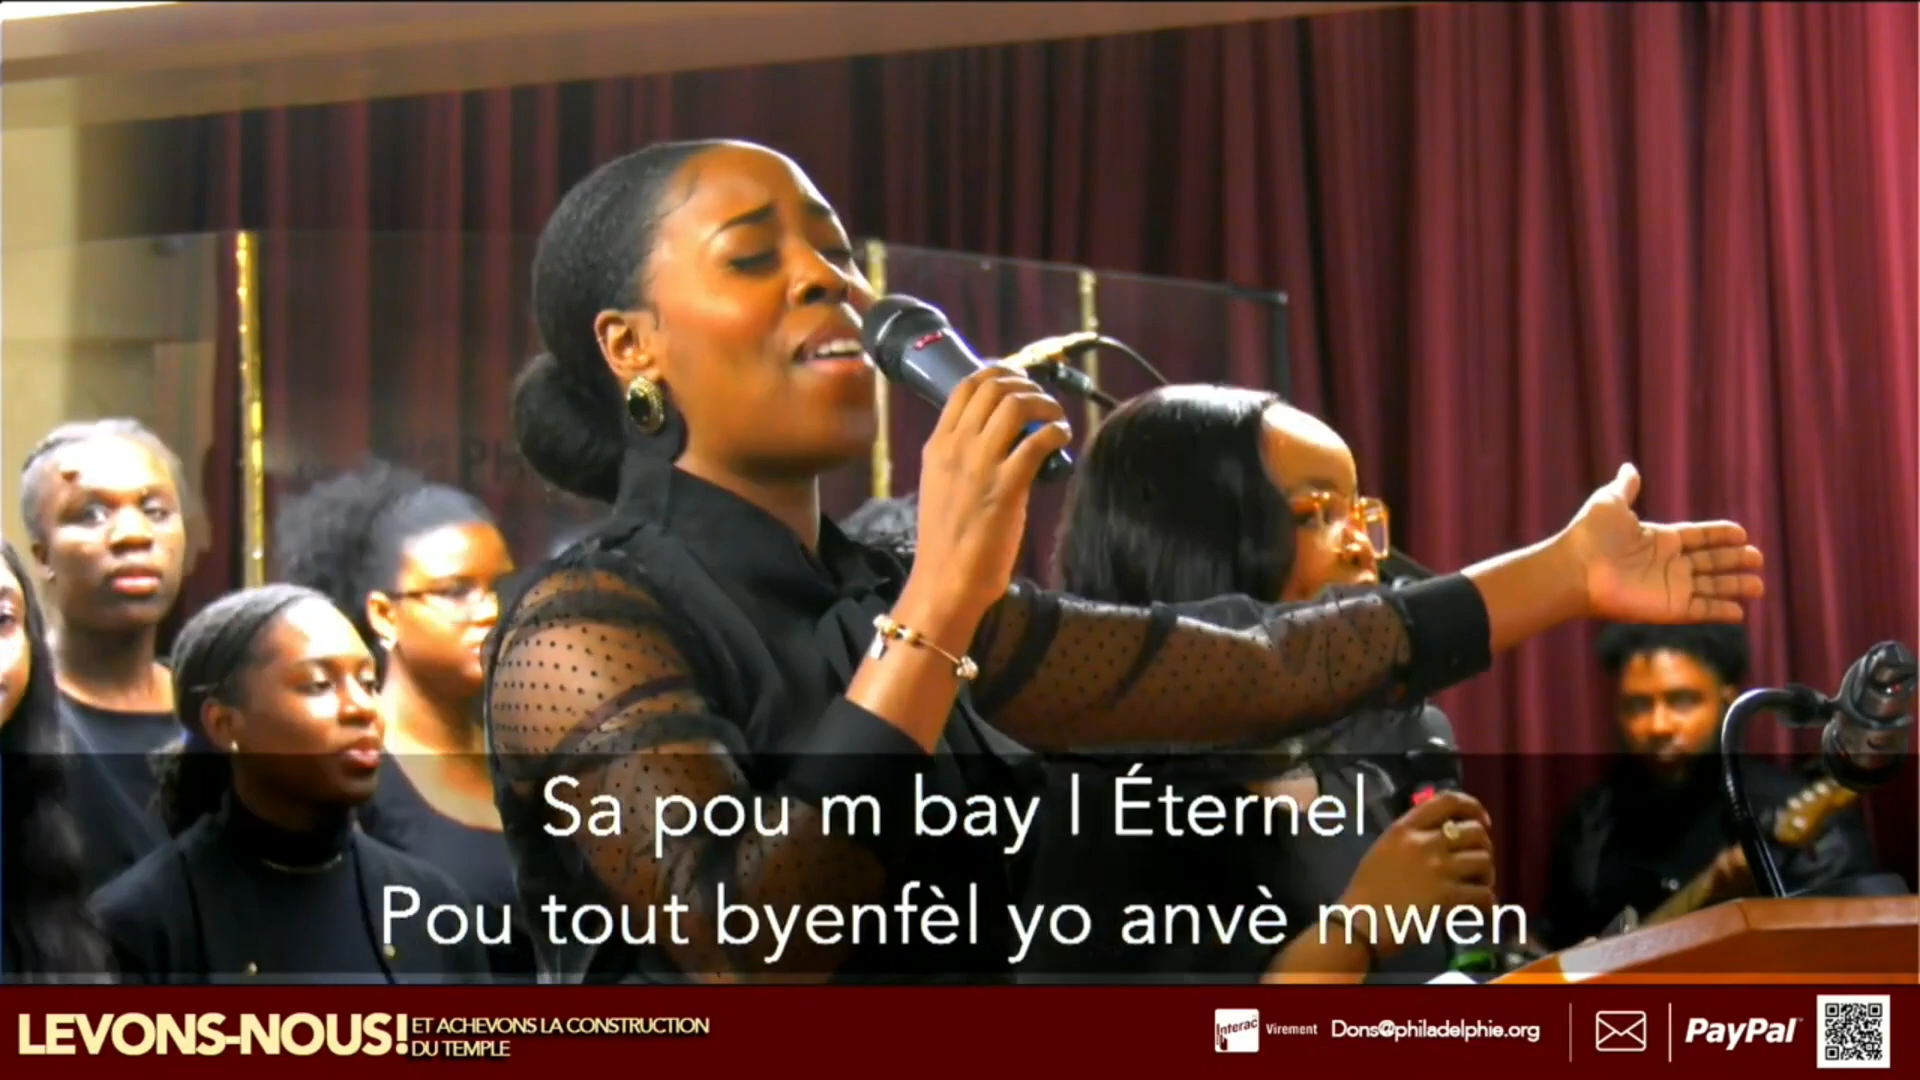 Sa pou m bay l Éternel
Pou tout byenfèl yo anvè mwen
LEVONS-NOUS!
ET ACHEVONS LA CONSTRUCTION
DU TEMPLE
Interac
Virement
Dons@philadelphie.org
PayPal